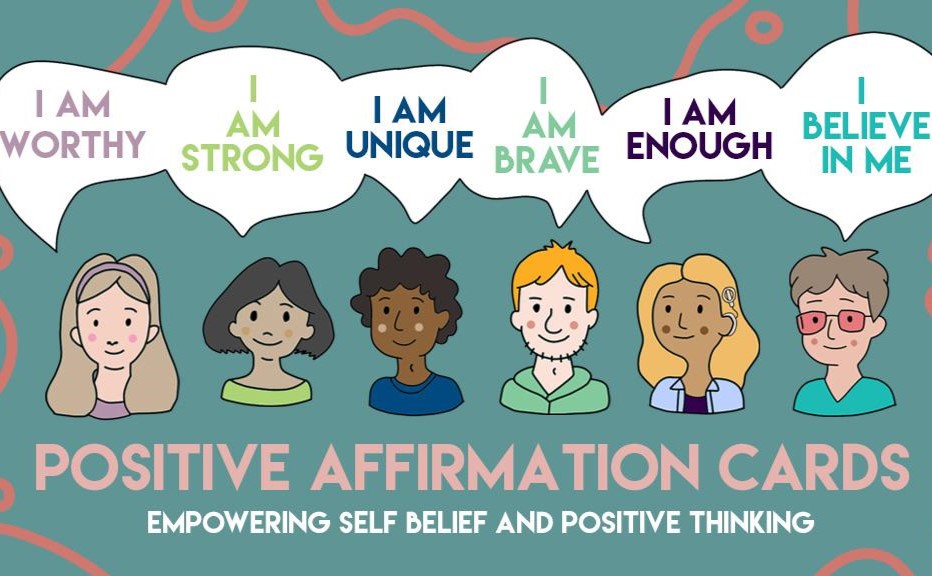 I AM
WORTHY
I
AM
STRONG
I AM
UNIQUE
I
AM
BRAVE
I AM
ENOUGH
I
BELIEVE
IN ME
POSITIVE AFFIRMATION CARDS
EMPOWERING SELF BELIEF AND POSITIVE THINKING